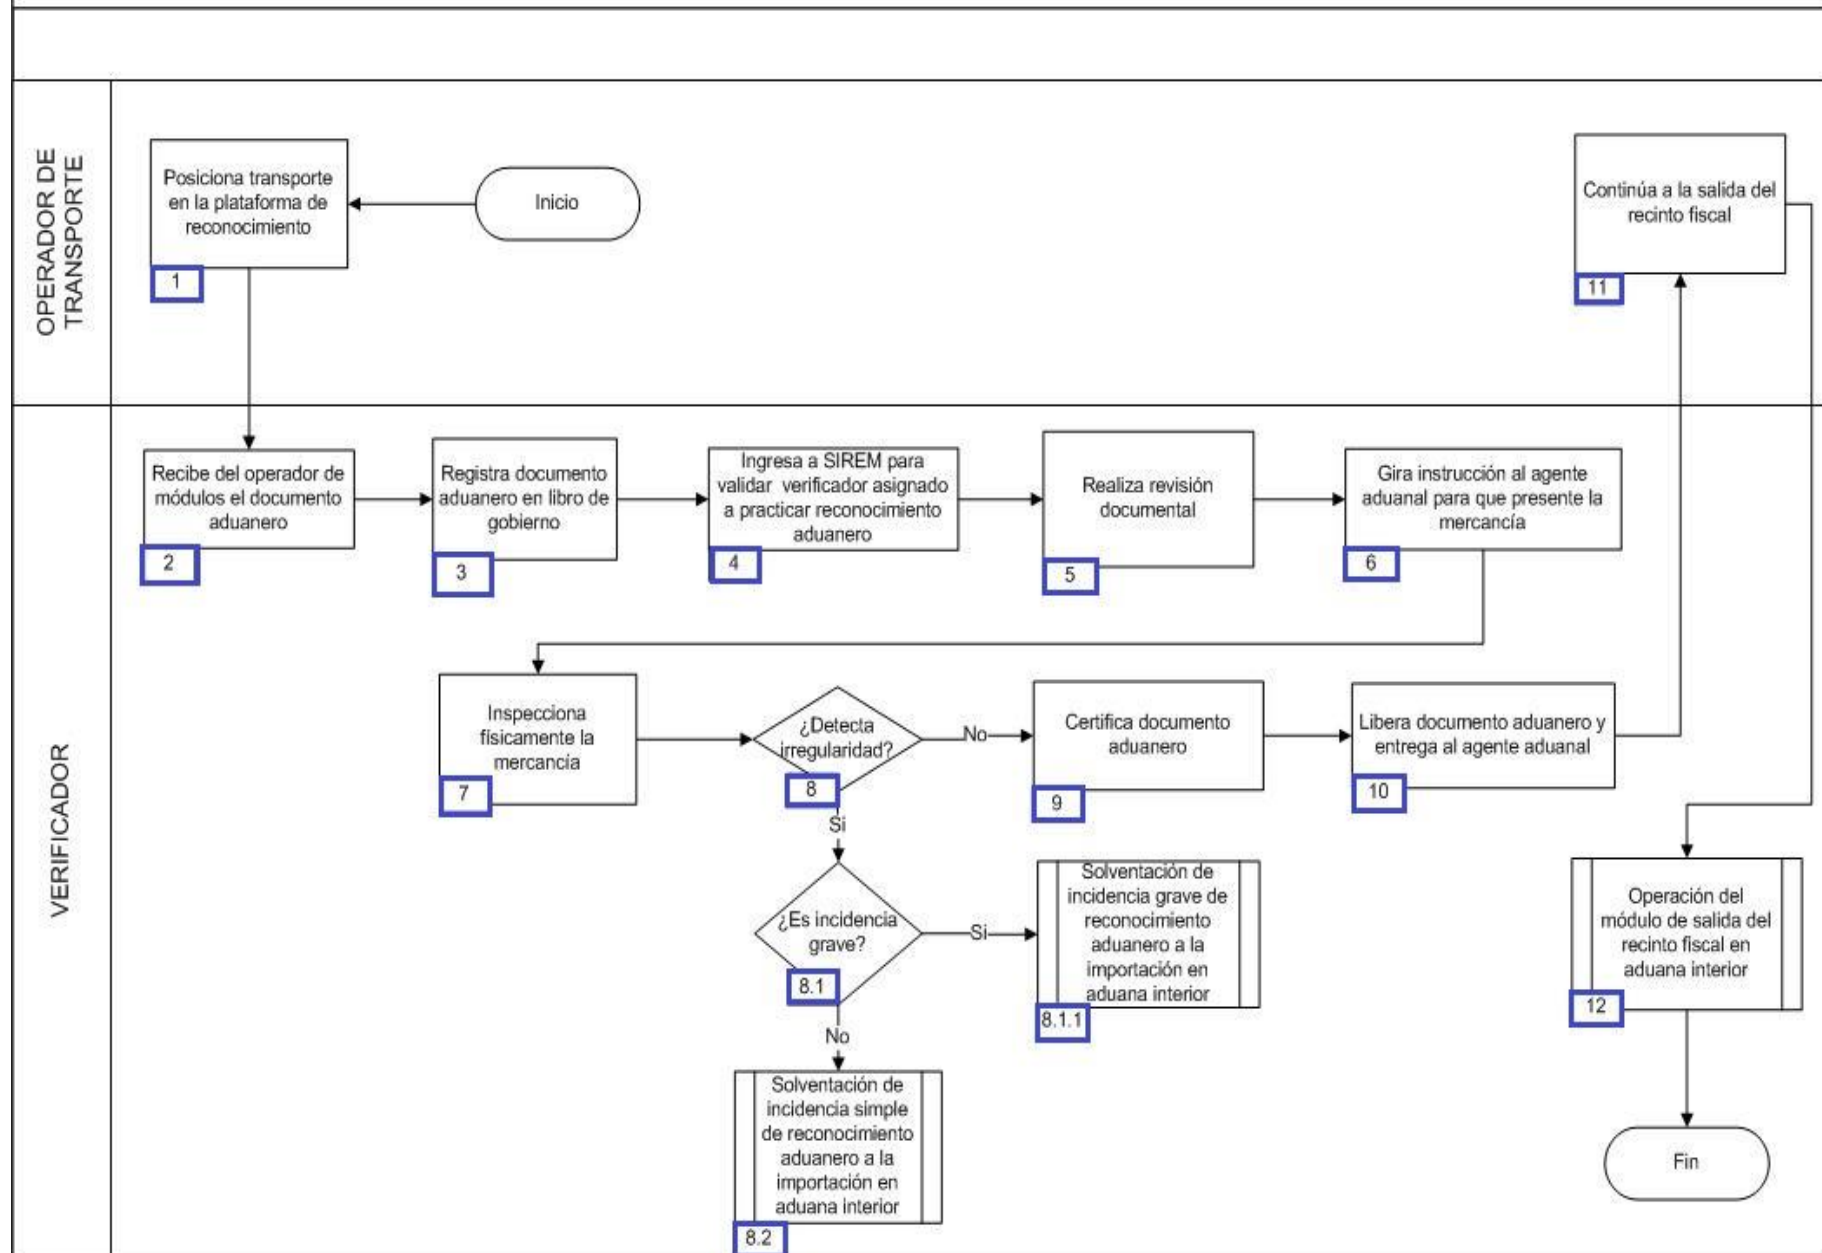 OPERADOR DE
TRANSPORTE
Posiciona transporte
en la plataforma de
reconocimiento
1
Inicio
Continúa a la salida del
recinto fiscal
11
VERIFICADOR
Recibe del operador de
módulos el documento
aduanero
2
Registra documento
aduanero en libro de
gobierno
3
Ingresa a SIREM para
validar verificador asignado
a practicar reconocimiento
aduanero
4
Realiza revisión
documental
5
Gira instrucción al agente
aduanal para que presente la
mercancía
6
Inspecciona
físicamente la
mercancía
7
¿Detecta
irregularidad?
8
No
Certifica documento
aduanero
9
Libera documento aduanero y
entrega al agente aduanal
10
Si
¿Es incidencia
grave?
8.1
Si
Solventación de
incidencia grave de
reconocimiento
aduanero a la
importación en
aduana interior
8.1.1
No
Solventación de
incidencia simple
de reconocimiento
aduanero a la
importación en
aduana interior
8.2
Operación del
módulo de salida del
recinto fiscal en
aduana interior
12
Fin